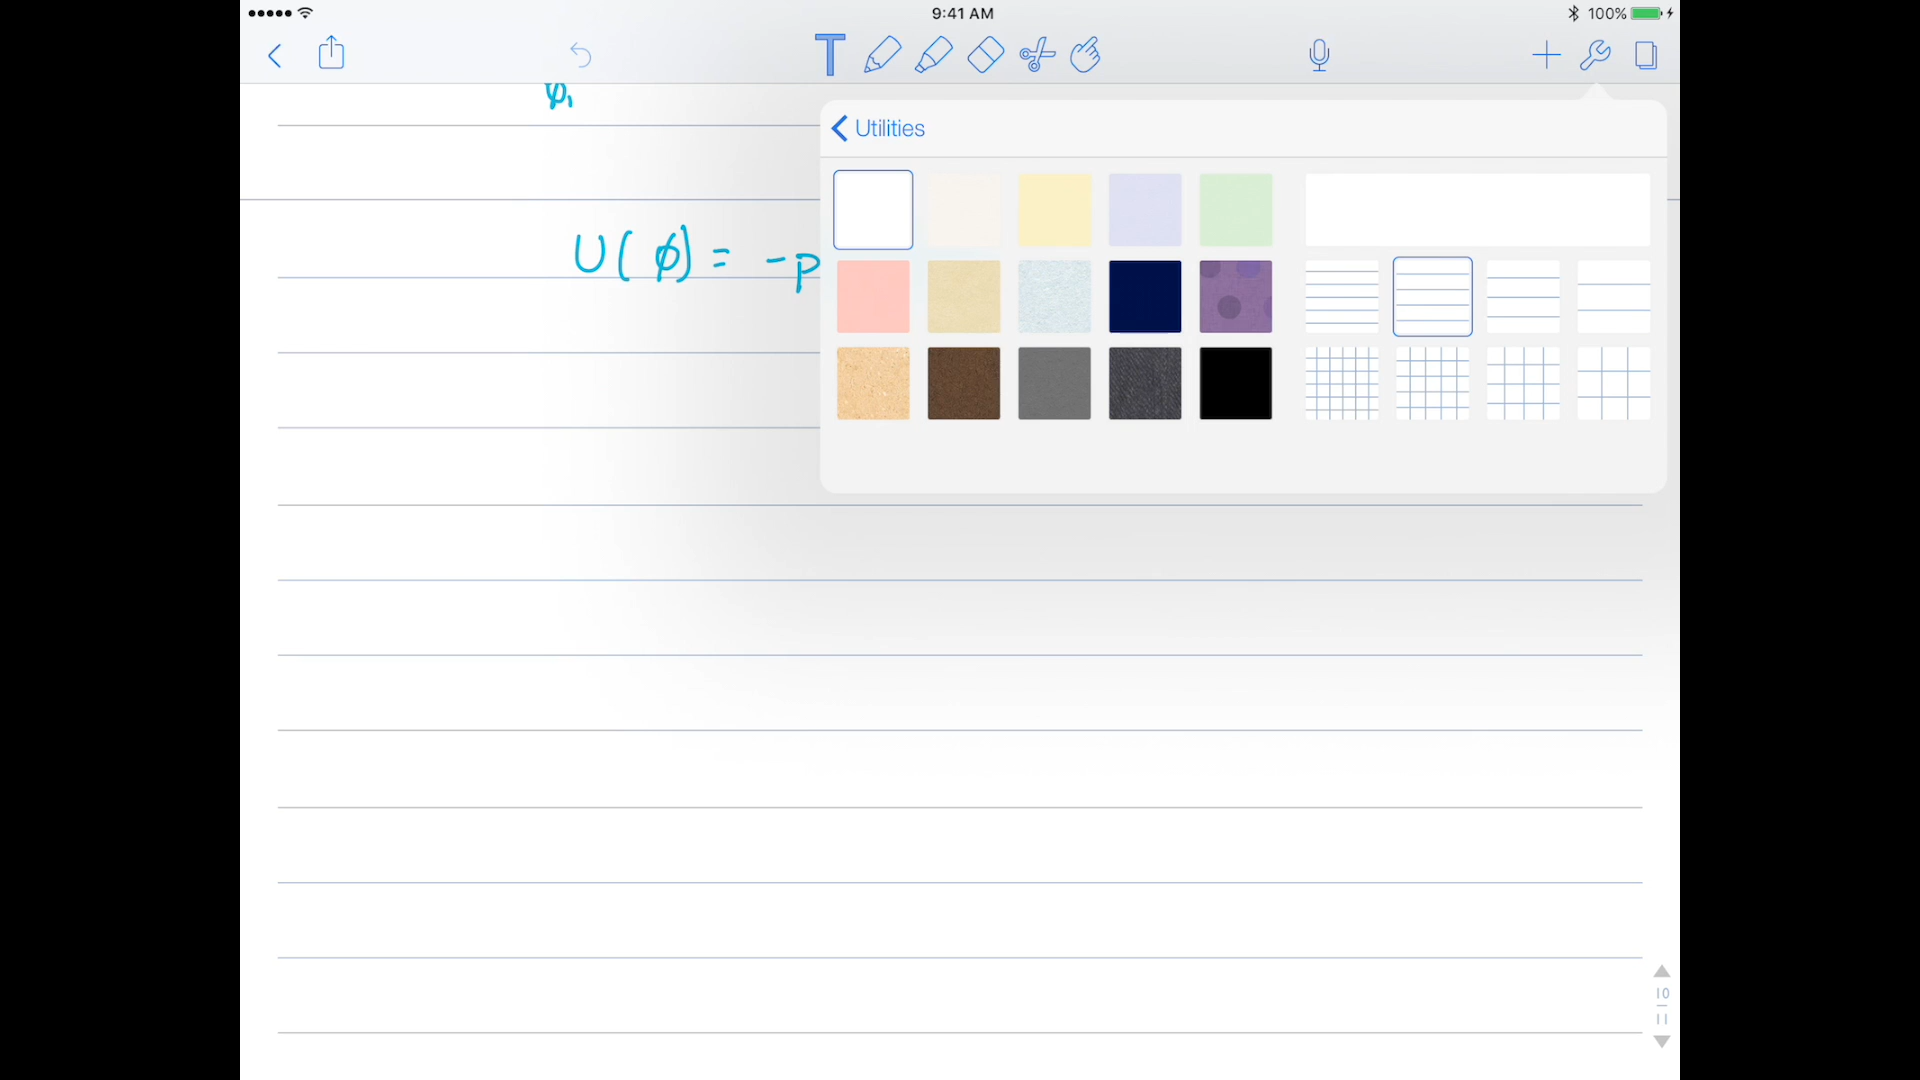 9:41 AM
100%
T
φ₁
Utilities
U(φ) = -p
10
11